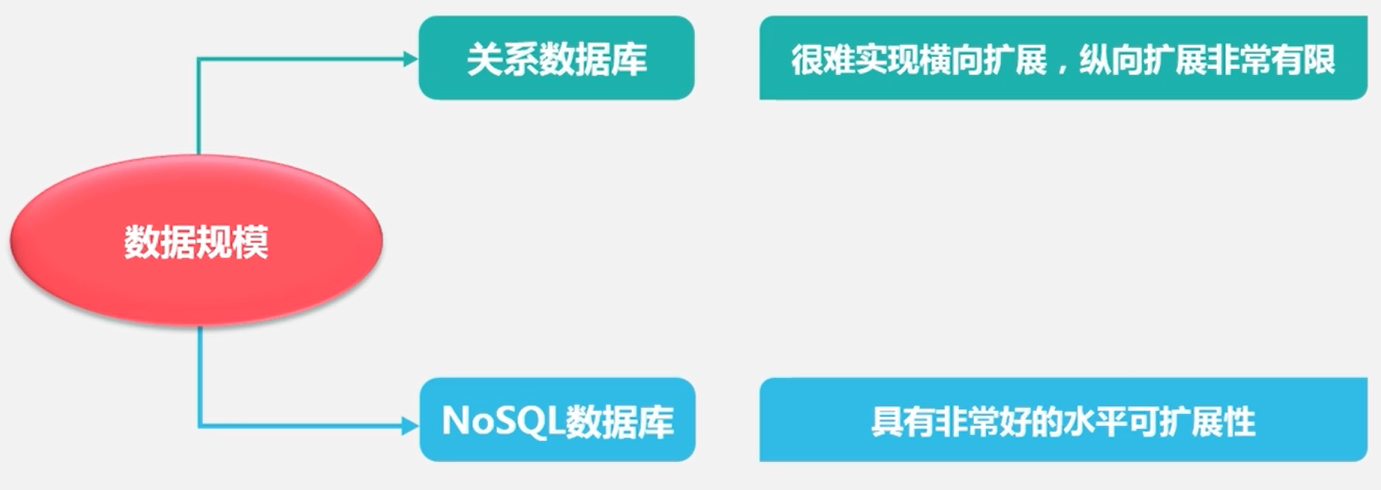 关系数据库
很难实现横向扩展，纵向扩展非常有限
数据规模
NoSQL数据库
具有非常好的水平可扩展性